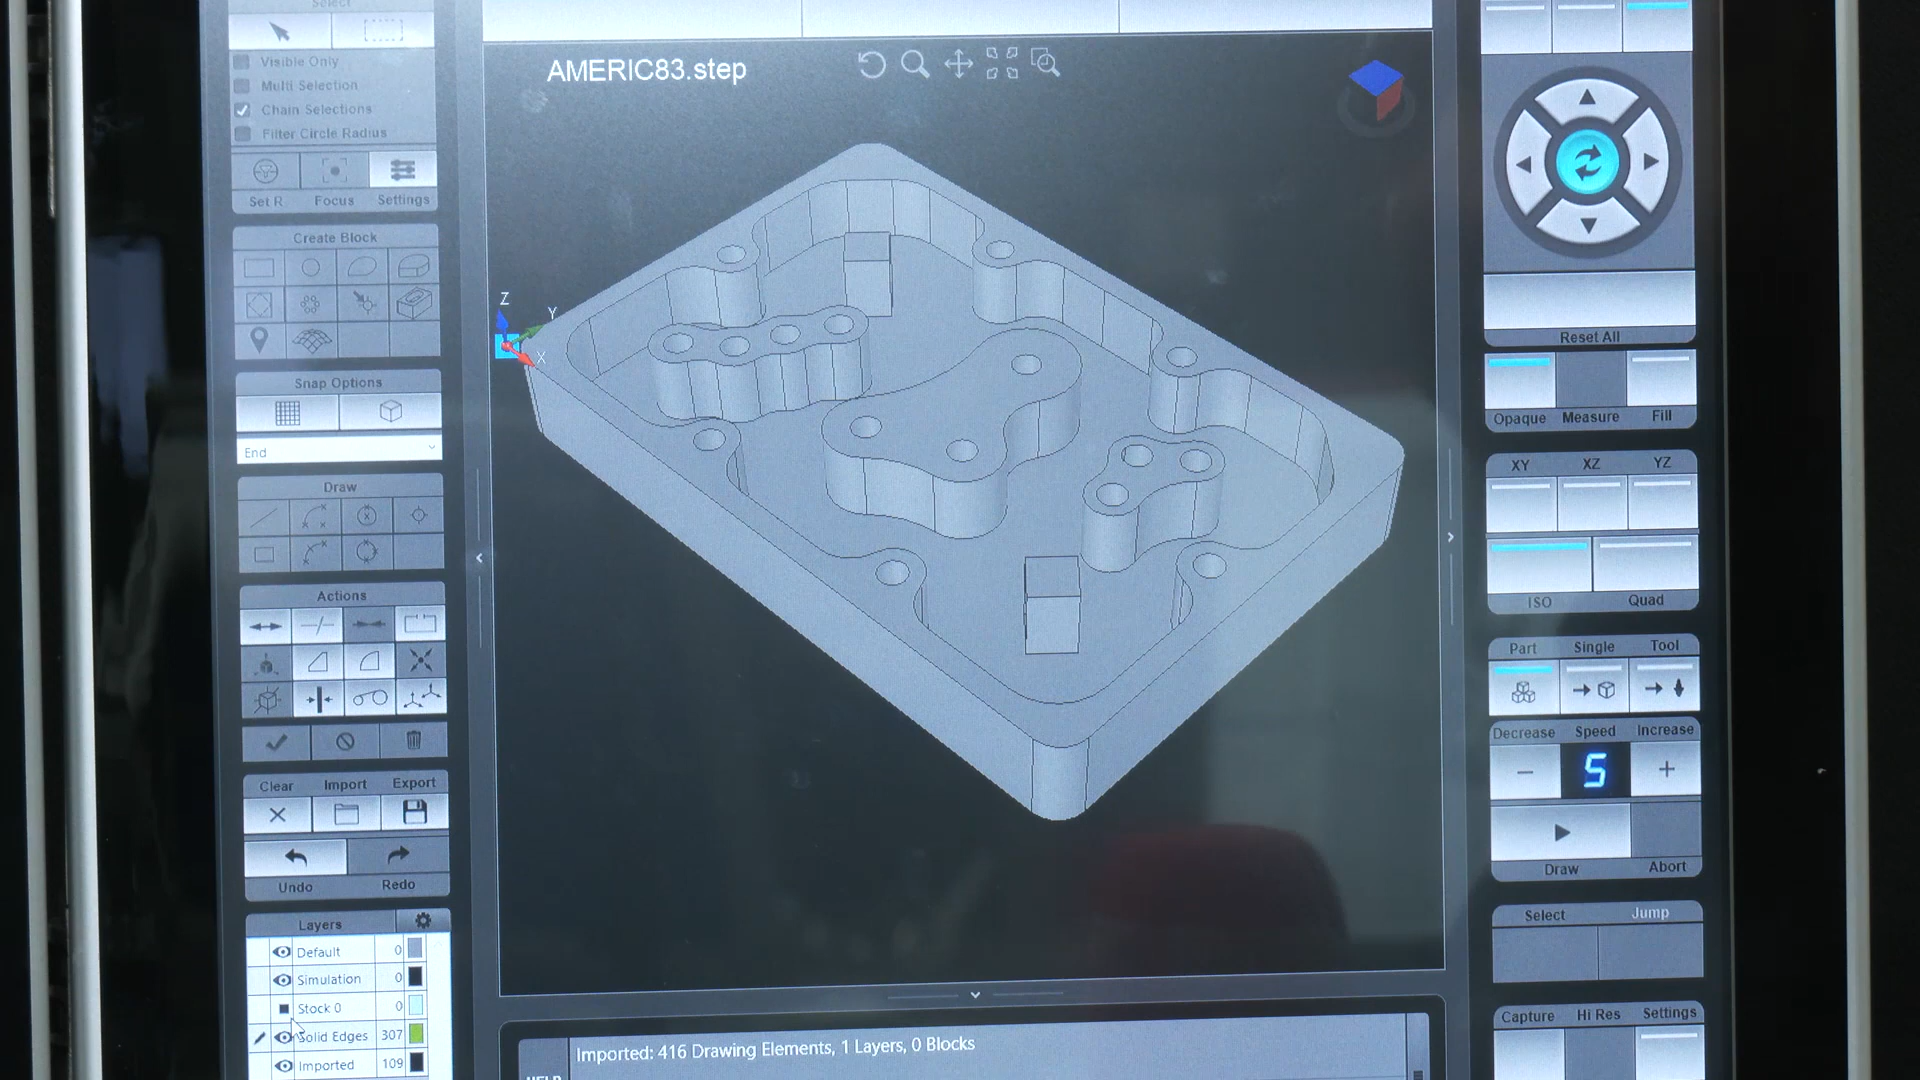 Select
Visible Only
Multi Selection
Chain Selections
Filter Circle Radius
Set R Focus Settings
Create Block
Snap Options
End
Draw
Actions
Clear Import Export
Undo Redo
Layers
Default 0
Simulation 0
Stock 0 0
Solid Edges 307
Imported 109
AMERIC83.step
Z
Y
X
Imported: 416 Drawing Elements, 1 Layers, 0 Blocks
HELP
Reset All
Opaque Measure Fill
XY XZ YZ
ISO Quad
Part Single Tool
Decrease Speed Increase
5
Draw Abort
Select Jump
Capture Hi Res Settings